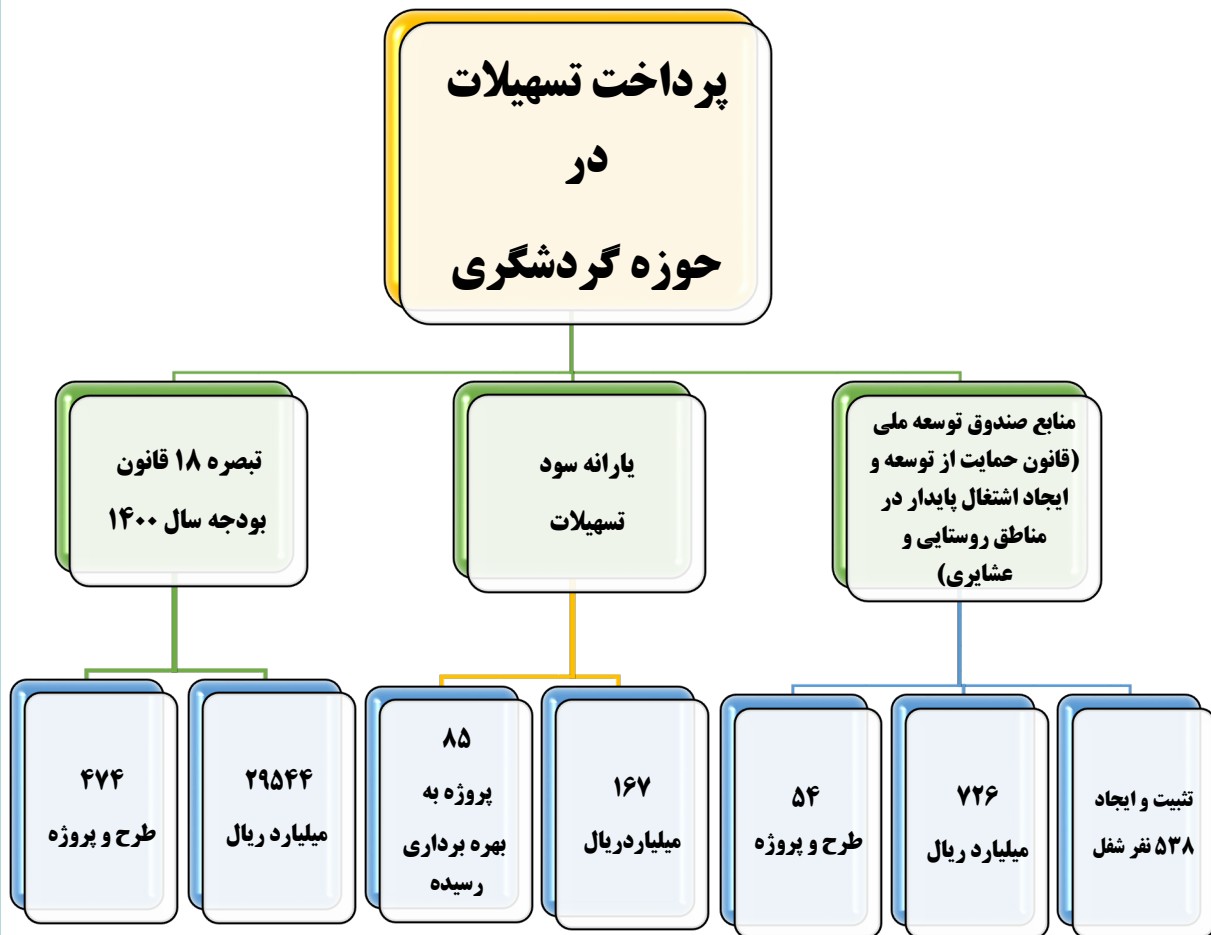 پرداخت تسهیلات
در
حوزه گردشگری
منابع صندوق توسعه ملی
(قانون حمایت از توسعه و
ایجاد اشتغال پایدار در
مناطق روستایی و
عشایری)
یارانه سود
تسهیلات
تبصره ۱۸ قانون
بودجه سال ۱۴۰۰
تثبیت و ایجاد
۵۳۸ نفر شغل
۷۲۶
میلیارد ریال
۵۴
طرح و پروژه
۱۶۷
میلیاردریال
۸۵
پروژه به
بهره برداری
رسیده
۲۹۵۴۴
میلیارد ریال
۴۷۴
طرح و پروژه